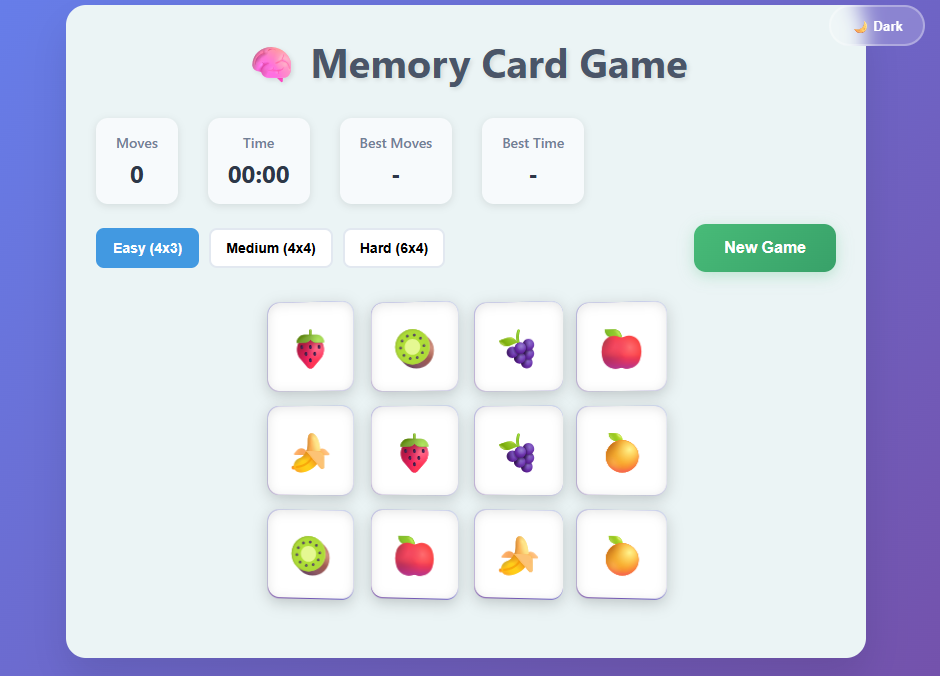 🌙 Dark
🧠 Memory Card Game
Moves
0
Time
00:00
Best Moves
-
Best Time
-
Easy (4x3)
Medium (4x4)
Hard (6x4)
New Game